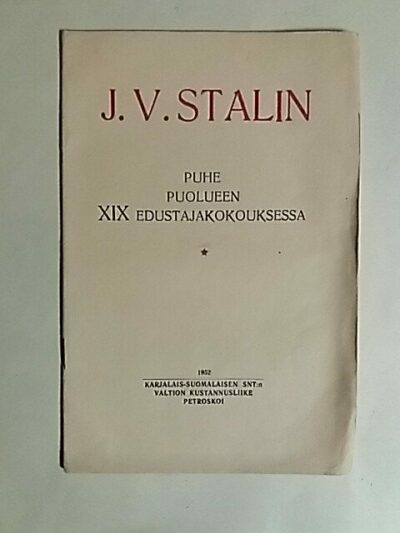 J. V. STALIN
PUHE
PUOLUEEN
XIX EDUSTAJAKOKOUKSESSA
★
1952
KARJALAIS-SUOMALAISEN SNT:n
VALTION KUSTANNUSLIIKE
PETROSKOI